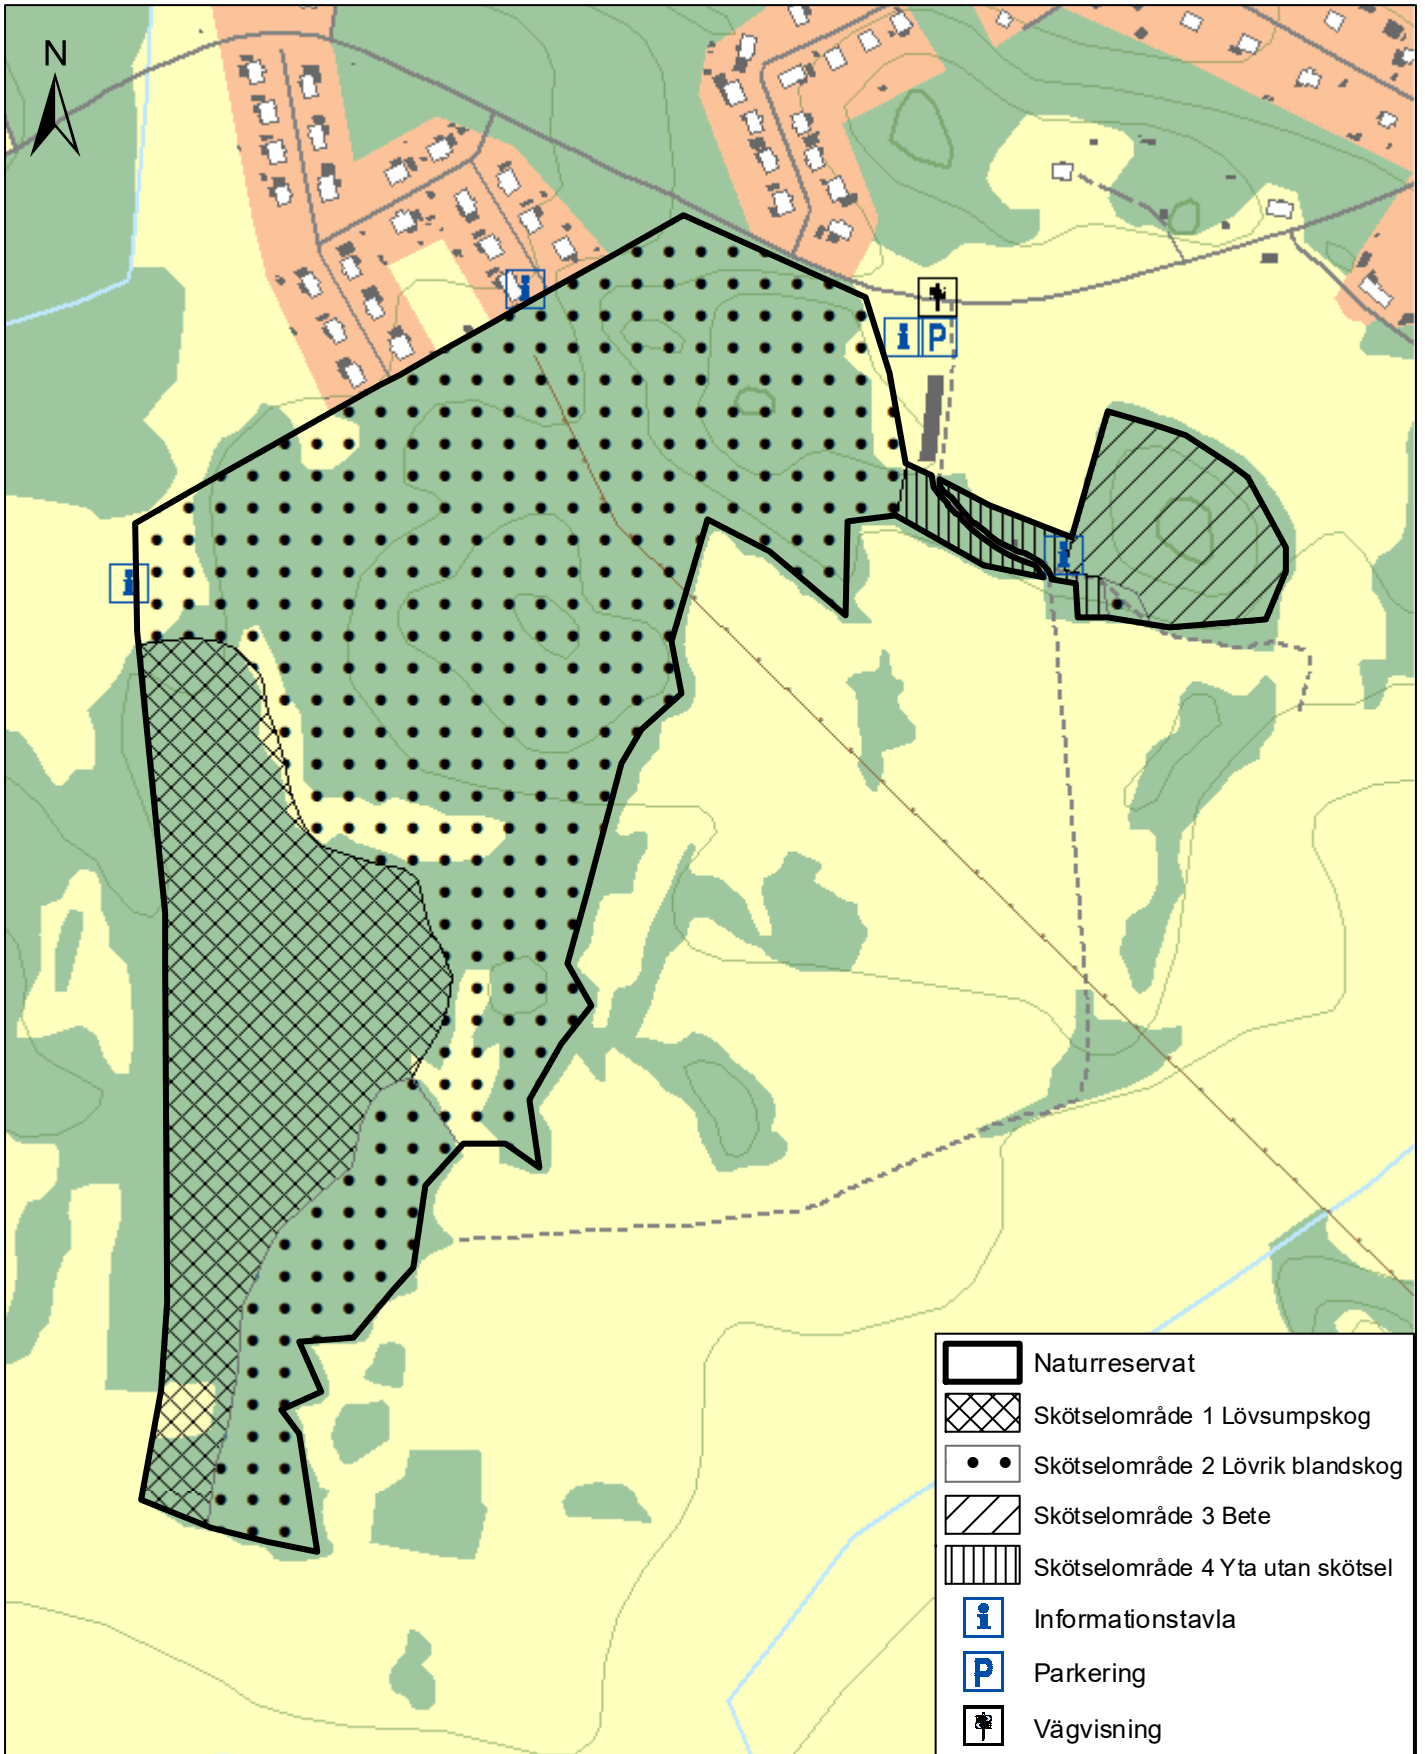 N
i
i P
i
i
Naturreservat
Skötselområde 1 Lövsumpskog
Skötselområde 2 Lövrik blandskog
Skötselområde 3 Bete
Skötselområde 4 Yta utan skötsel
i Informationstavla
P Parkering
Vägvisning